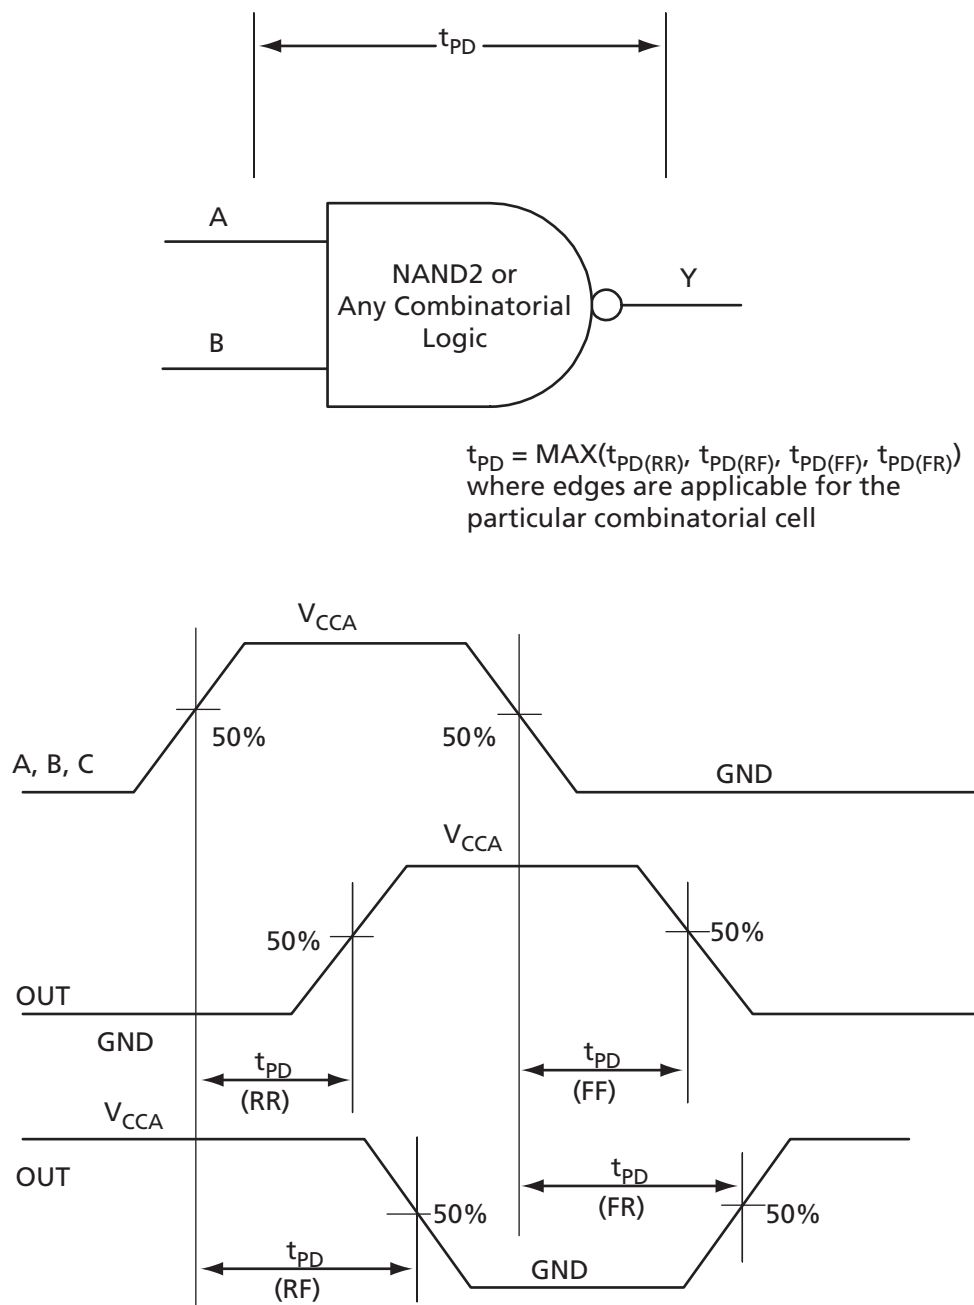 tPD
A
NAND2 or
Any Combinatorial
Logic
Y
B
tPD = MAX(tPD(RR), tPD(RF), tPD(FF), tPD(FR))
where edges are applicable for the
particular combinatorial cell
VCCA
50%
50%
A, B, C
GND
VCCA
50%
50%
OUT
GND
tPD
(RR)
tPD
(FF)
VCCA
OUT
tPD
(FR)
50%
50%
tPD
(RF)
GND